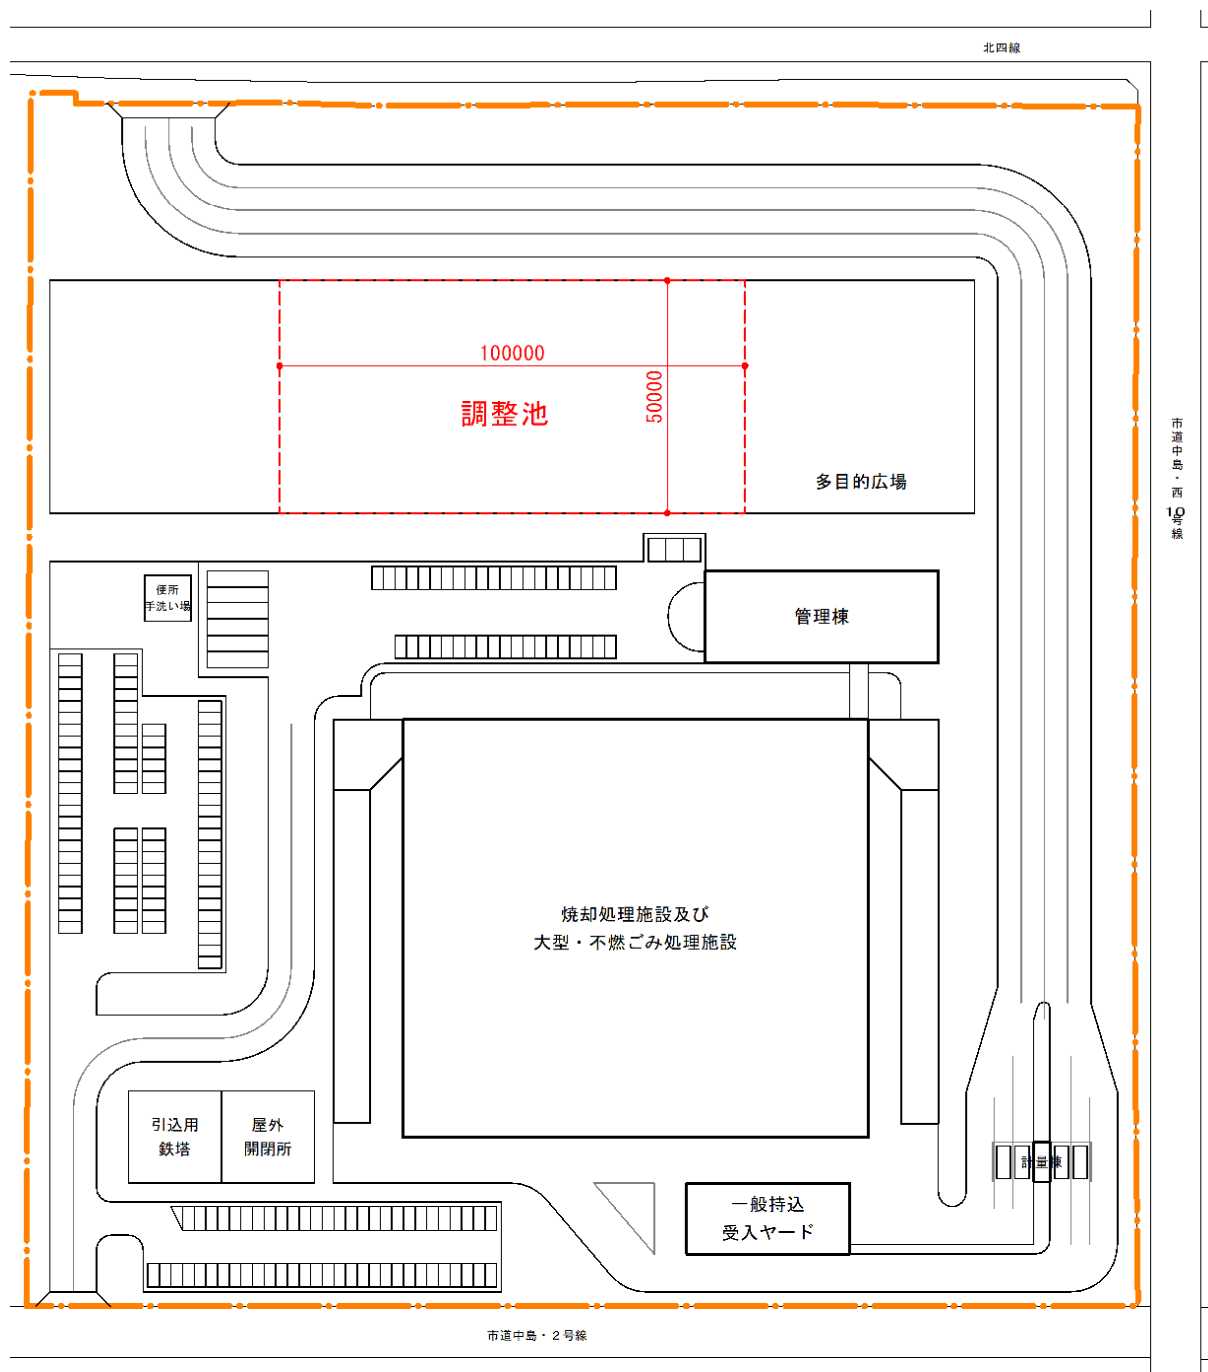 北四線
100000
50000
調整池
多目的広場
市道中島・西10号線
便所
手洗い場
管理棟
焼却処理施設及び
大型・不燃ごみ処理施設
引込用
鉄塔
屋外
開閉所
計量棟
一般持込
受入ヤード
市道中島・2号線